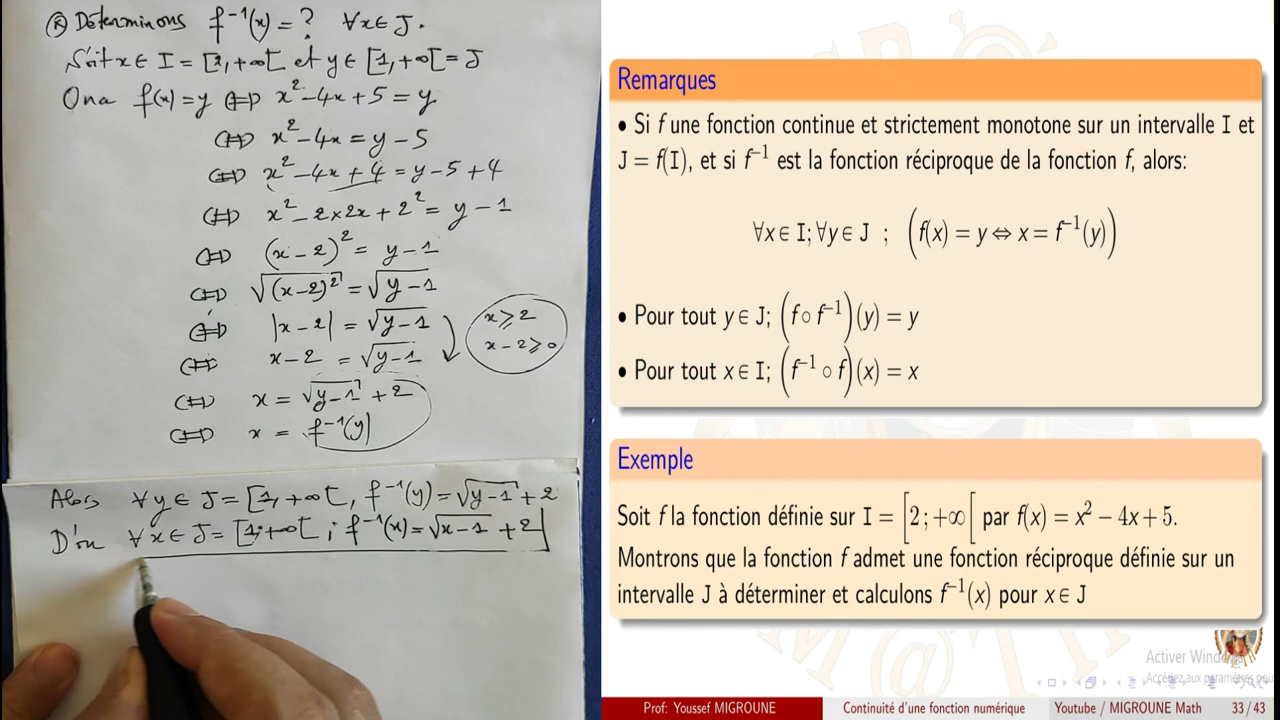 ® Determinons f⁻¹(x) = ? ∀x ∈ J.
Soit x ∈ I = [2, +∞[ et y ∈ [1, +∞[ = J
On a f(x) = y ⟺ x² - 4x + 5 = y
⟺ x² - 4x = y - 5
⟺ x² - 4x + 4 = y - 5 + 4
⟺ x² - 2×2x + 2² = y - 1
⟺ (x - 2)² = y - 1
⟺ √(x-2)² = √y-1
⟺ |x - 2| = √y-1
x ⩾ 2
⟺ x - 2 = √y-1
x - 2 ⩾ 0
⟺ x = √y-1 + 2
⟺ x = f⁻¹(y)
Alors ∀y ∈ J = [1, +∞[, f⁻¹(y) = √y-1 + 2
D'où ∀x ∈ J = [1; +∞[ ; f⁻¹(x) = √x-1 + 2
Remarques
• Si f une fonction continue et strictement monotone sur un intervalle I et
J = f(I), et si f⁻¹ est la fonction réciproque de la fonction f, alors:
∀x ∈ I; ∀y ∈ J ; (f(x) = y ⇔ x = f⁻¹(y))
• Pour tout y ∈ J; (f ∘ f⁻¹)(y) = y
• Pour tout x ∈ I; (f⁻¹ ∘ f)(x) = x
Exemple
Soit f la fonction définie sur I = [2 ; +∞[ par f(x) = x² − 4x + 5.
Montrons que la fonction f admet une fonction réciproque définie sur un
intervalle J à déterminer et calculons f⁻¹(x) pour x ∈ J
Activer Windo
Accédez aux paramètres pou
Prof: Youssef MIGROUNE Continuité d'une fonction numérique Youtube / MIGROUNE Math 33 / 43